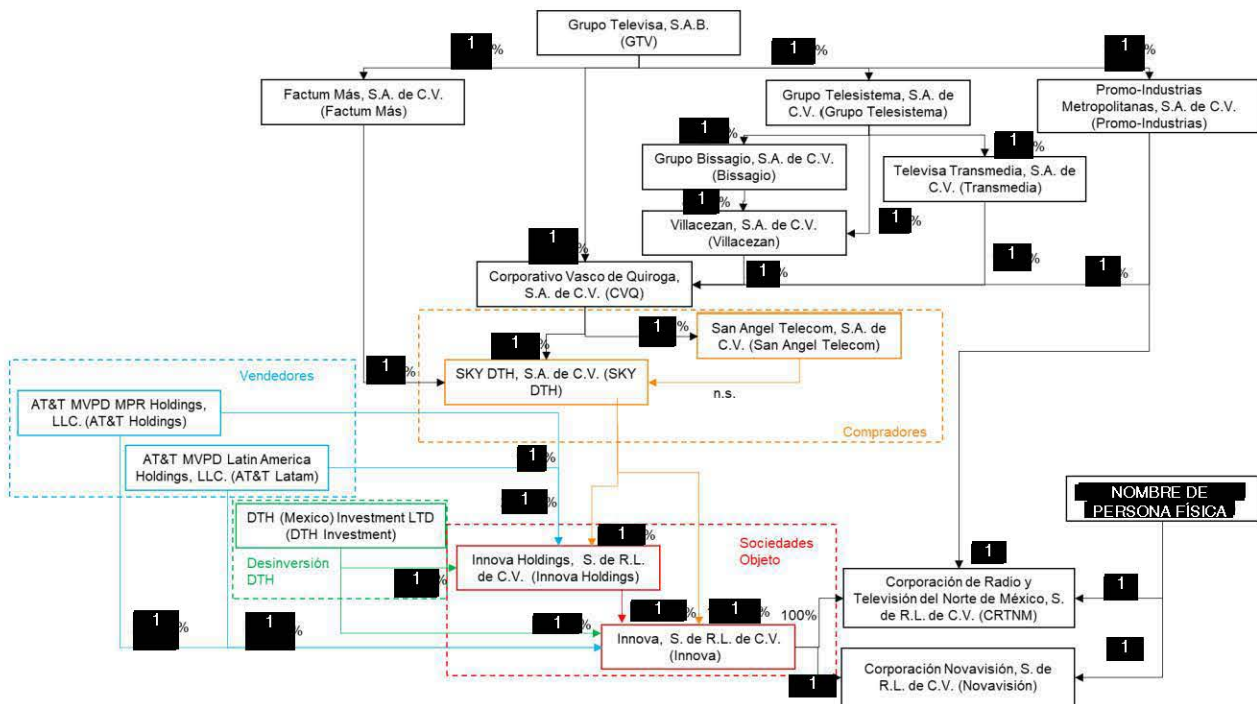 Grupo Televisa, S.A.B.
(GTV)
1 %
1 %
1 %
Factum Más, S.A. de C.V.
(Factum Más)
Grupo Telesistema, S.A. de
C.V. (Grupo Telesistema)
Promo-Industrias
Metropolitanas, S.A. de C.V.
(Promo-Industrias)
1 %
1 %
Grupo Bissagio, S.A. de C.V.
(Bissagio)
Televisa Transmedia, S.A. de
C.V. (Transmedia)
1 %
1 %
Villacezan, S.A. de C.V.
(Villacezan)
1 %
Corporativo Vasco de Quiroga,
S.A. de C.V. (CVQ)
1 %
1 %
1 %
San Angel Telecom, S.A. de
C.V. (San Angel Telecom)
1 %
1 %
SKY DTH, S.A. de C.V. (SKY
DTH)
n.s.
Compradores
Vendedores
AT&T MVPD MPR Holdings,
LLC. (AT&T Holdings)
AT&T MVPD Latin America
Holdings, LLC. (AT&T Latam)
1 %
1 %
DTH (Mexico) Investment LTD
(DTH Investment)
Desinversión
DTH
1 %
1 %
Sociedades
Objeto
Innova Holdings, S. de R.L.
de C.V. (Innova Holdings)
1 %
1 %
1 %
1 %
1 %
Innova, S. de R.L. de C.V.
(Innova)
100%
1
NOMBRE DE
PERSONA FÍSICA
1
Corporación de Radio y
Televisión del Norte de México, S.
de R.L. de C.V. (CRTNM)
1
1
Corporación Novavisión, S. de
R.L. de C.V. (Novavisión)